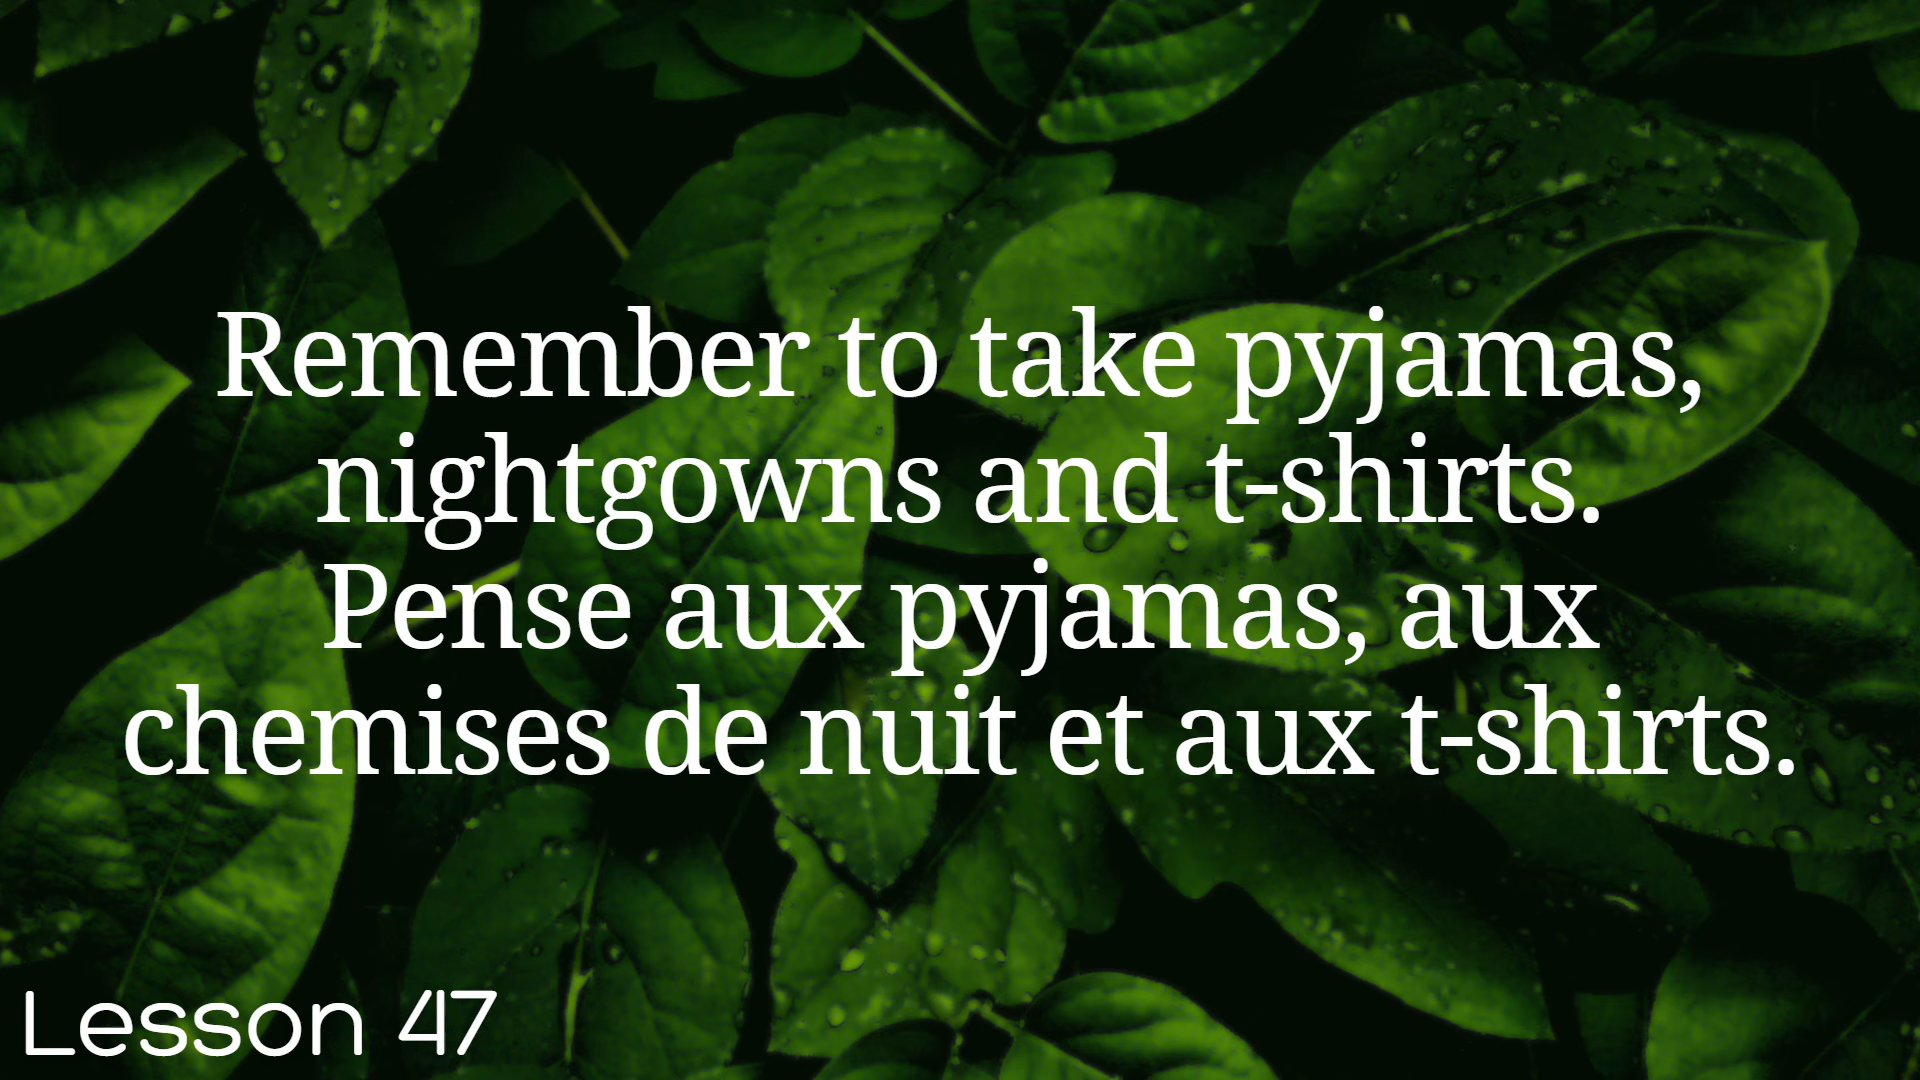 Remember to take pyjamas,
nightgowns and t-shirts.
Pense aux pyjamas, aux
chemises de nuit et aux t-shirts.
Lesson 47